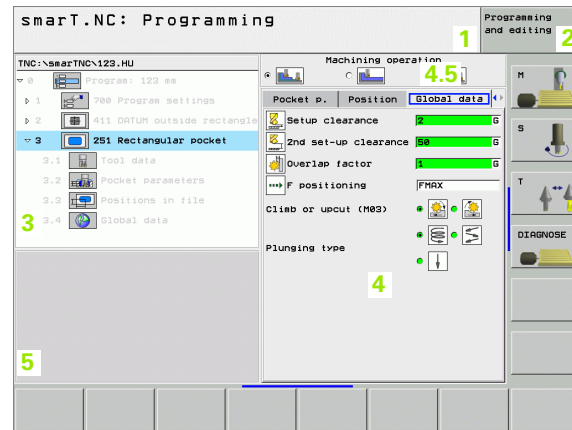 smarT.NC: Programming
1
Programming
and editing
2
TNC:\smarTNC\123.HU
0 Program: 123 mm
1 700 Program settings
2 411 DATUM outside rectangle
3 251 Rectangular pocket
3.1 Tool data
3.2 Pocket parameters
3.3 Positions in file
3.4 Global data
3
5
Machining operation
4.5
Pocket p. Position Global data
Setup clearance 2 G
2nd set-up clearance 50 G
Overlap factor 1 G
F positioning FMAX
Climb or upcut (M03)
Plunging type
4
M
S
T
DIAGNOSE